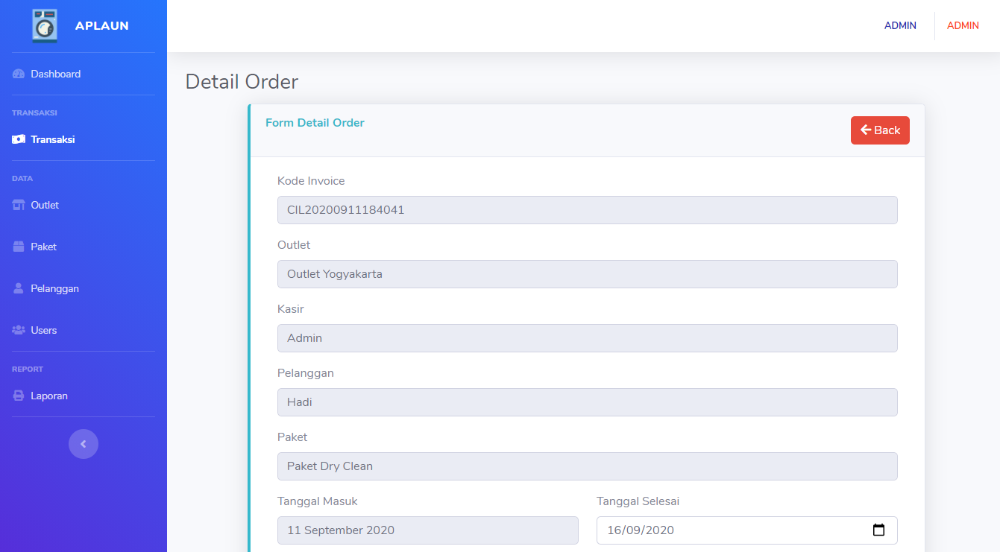 APLAUN
ADMIN ADMIN
Dashboard
TRANSAKSI
Transaksi
DATA
Outlet
Paket
Pelanggan
Users
REPORT
Laporan
Detail Order
Form Detail Order
Back
Kode Invoice
CIL20200911184041
Outlet
Outlet Yogyakarta
Kasir
Admin
Pelanggan
Hadi
Paket
Paket Dry Clean
Tanggal Masuk
11 September 2020
Tanggal Selesai
16/09/2020